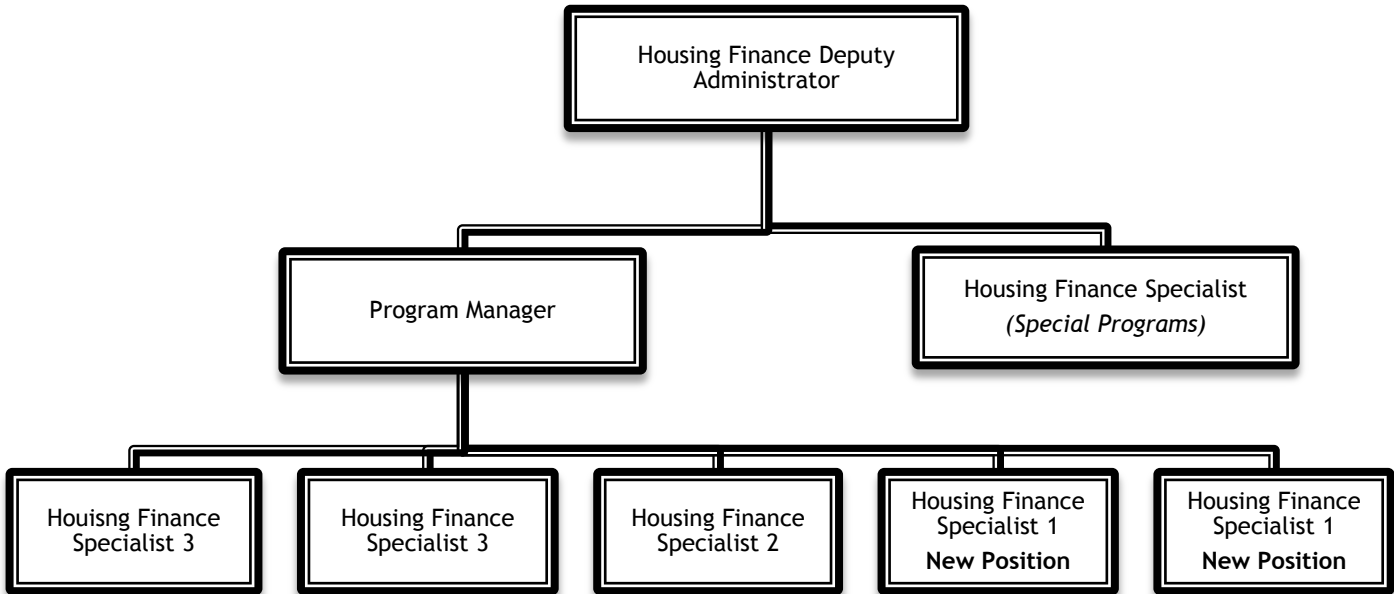 Housing Finance Deputy
Administrator
Program Manager
Housing Finance Specialist
(Special Programs)
Houisng Finance
Specialist 3
Housing Finance
Specialist 3
Housing Finance
Specialist 2
Housing Finance
Specialist 1
New Position
Housing Finance
Specialist 1
New Position